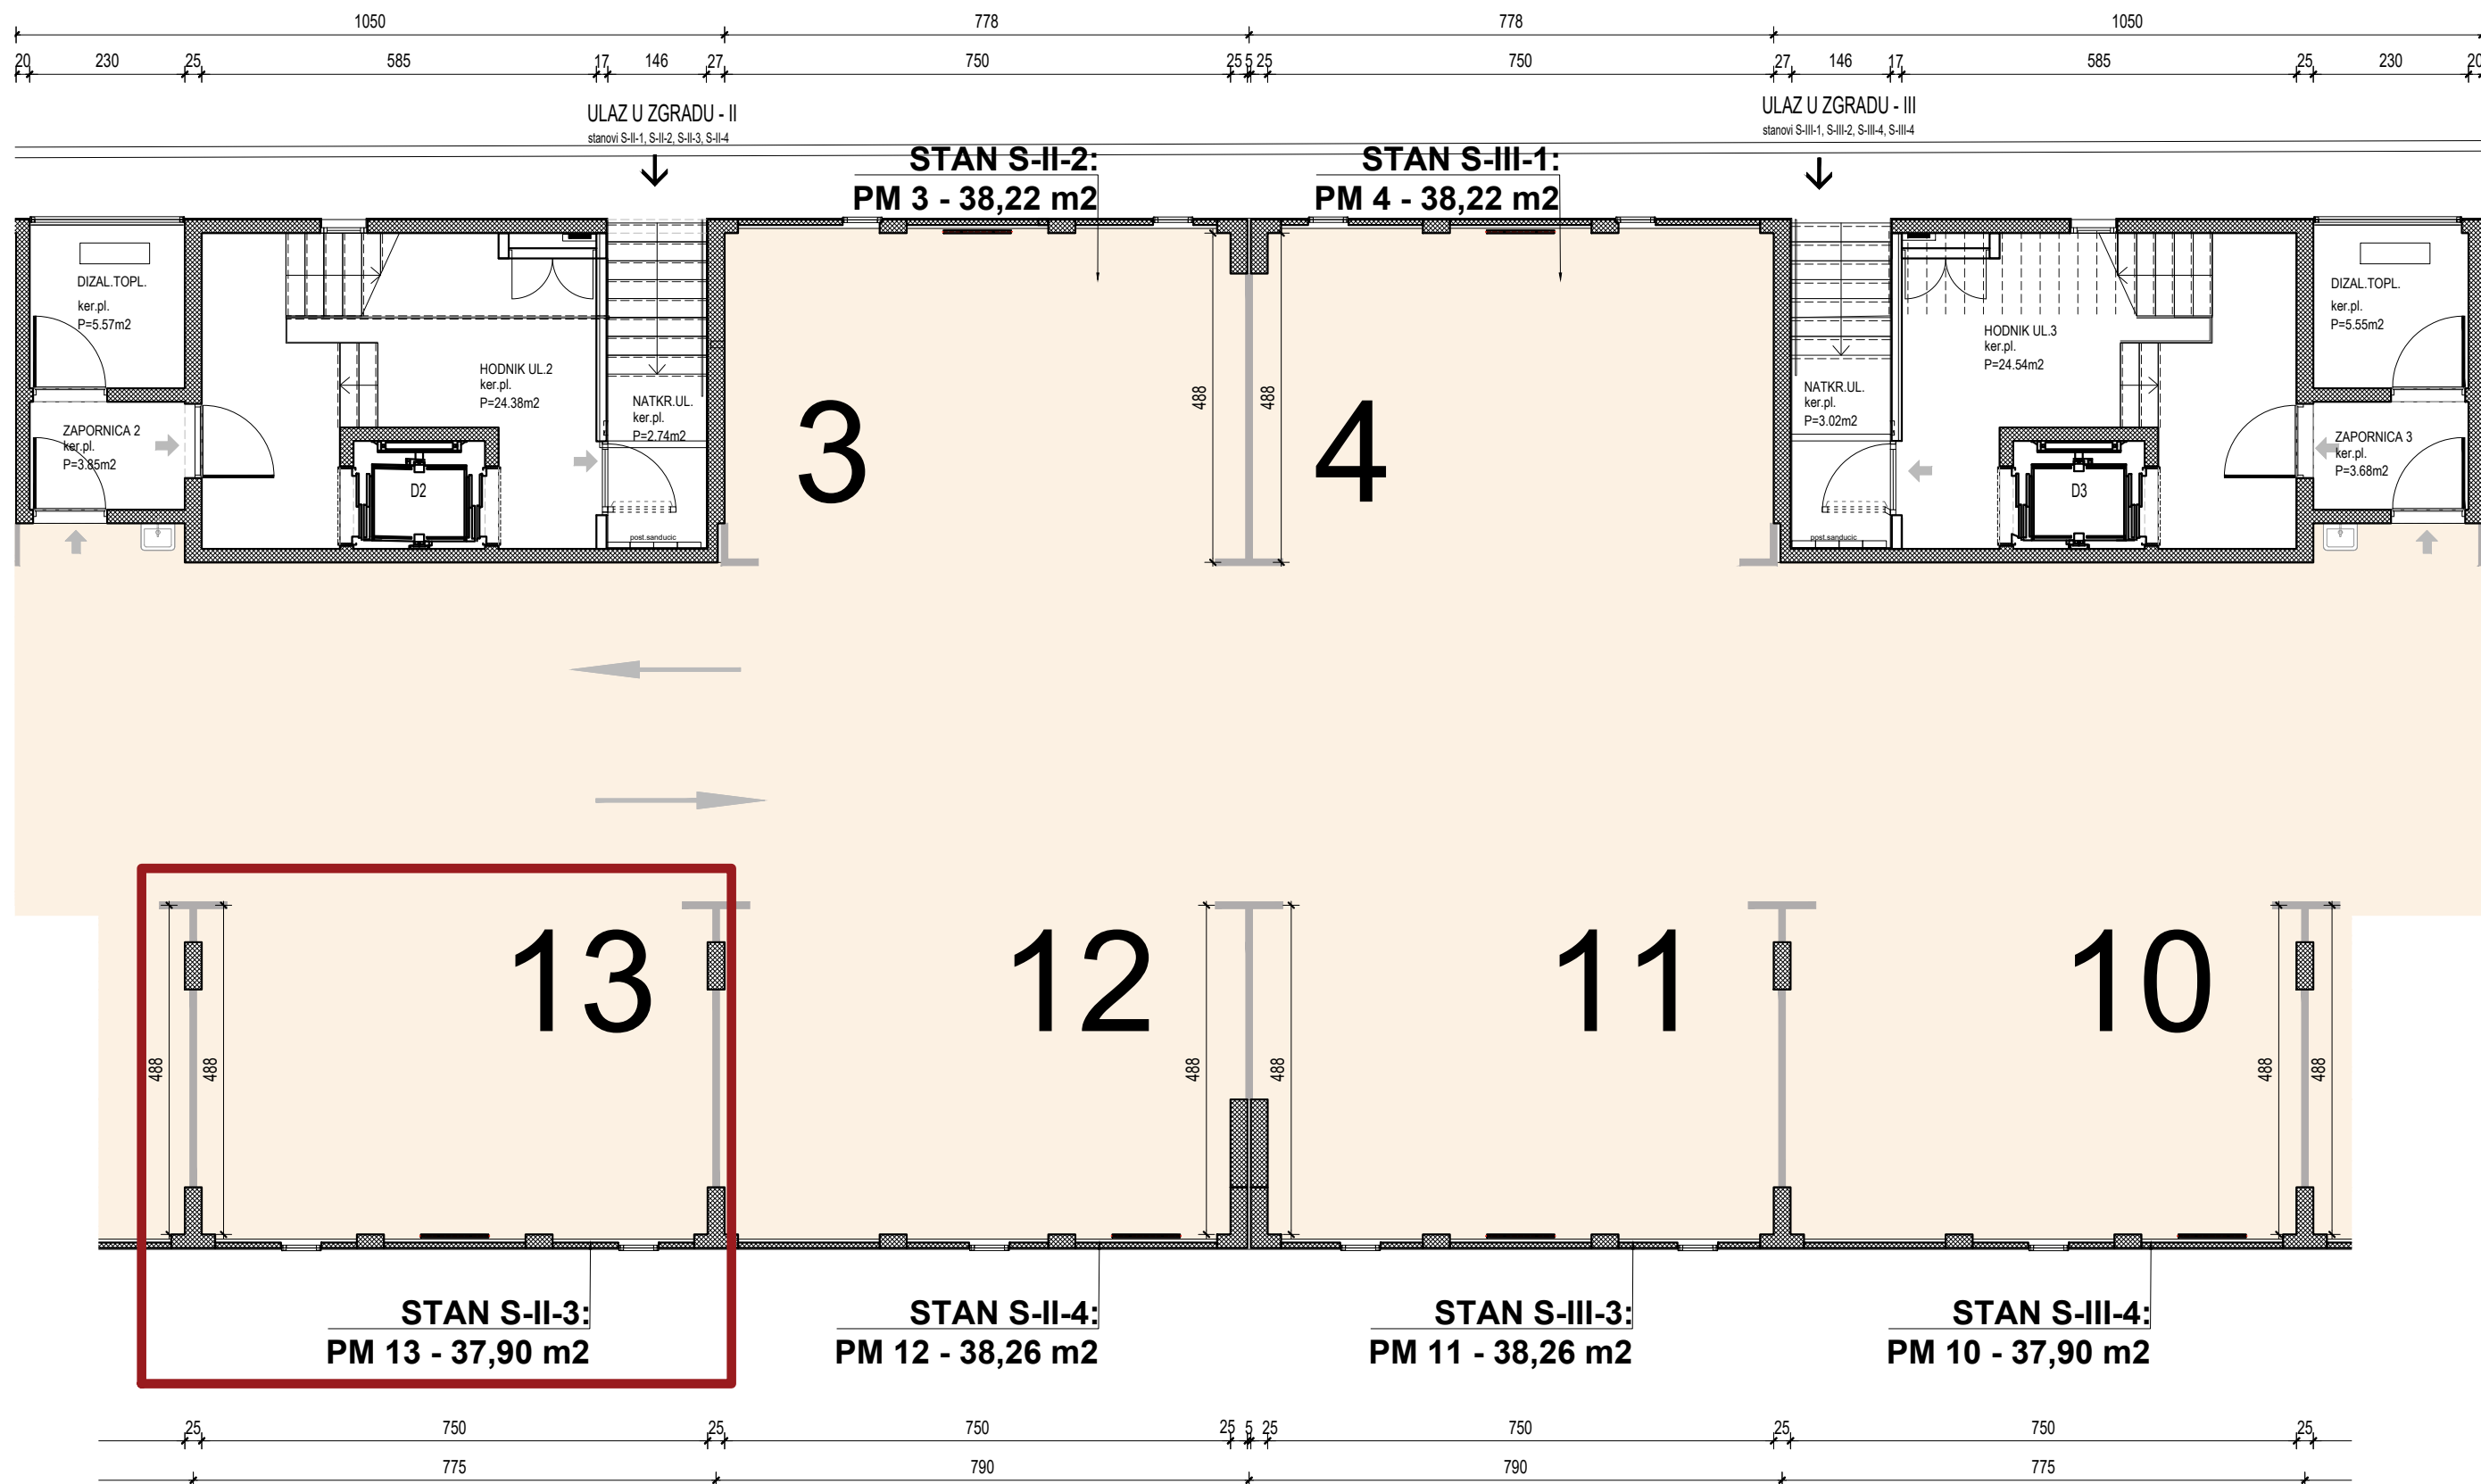 1050 778 778 1050
20 230 25 585 17 146 27 750 25 5 25 750 27 146 17 585 25 230 20
ULAZ U ZGRADU - II
stanovi S-II-1, S-II-2, S-II-3, S-II-4
ULAZ U ZGRADU - III
stanovi S-III-1, S-III-2, S-III-4, S-III-4
STAN S-II-2:
PM 3 - 38,22 m2
STAN S-III-1:
PM 4 - 38,22 m2
DIZAL.TOPL.
ker.pl.
P=5.57m2
HODNIK UL.2
ker.pl.
P=24.38m2
NATKR.UL.
ker.pl.
P=2.74m2
ZAPORNICA 2
ker.pl.
P=3.85m2
D2
post.sanducic
3
488
488
4
DIZAL.TOPL.
ker.pl.
P=5.55m2
HODNIK UL.3
ker.pl.
P=24.54m2
NATKR.UL.
ker.pl.
P=3.02m2
ZAPORNICA 3
ker.pl.
P=3.68m2
D3
post.sanducic
13
12
11
10
488
488
488
488
488
488
STAN S-II-3:
PM 13 - 37,90 m2
STAN S-II-4:
PM 12 - 38,26 m2
STAN S-III-3:
PM 11 - 38,26 m2
STAN S-III-4:
PM 10 - 37,90 m2
25 750 25 750 25 5 25 750 25 750 25
775 790 790 775